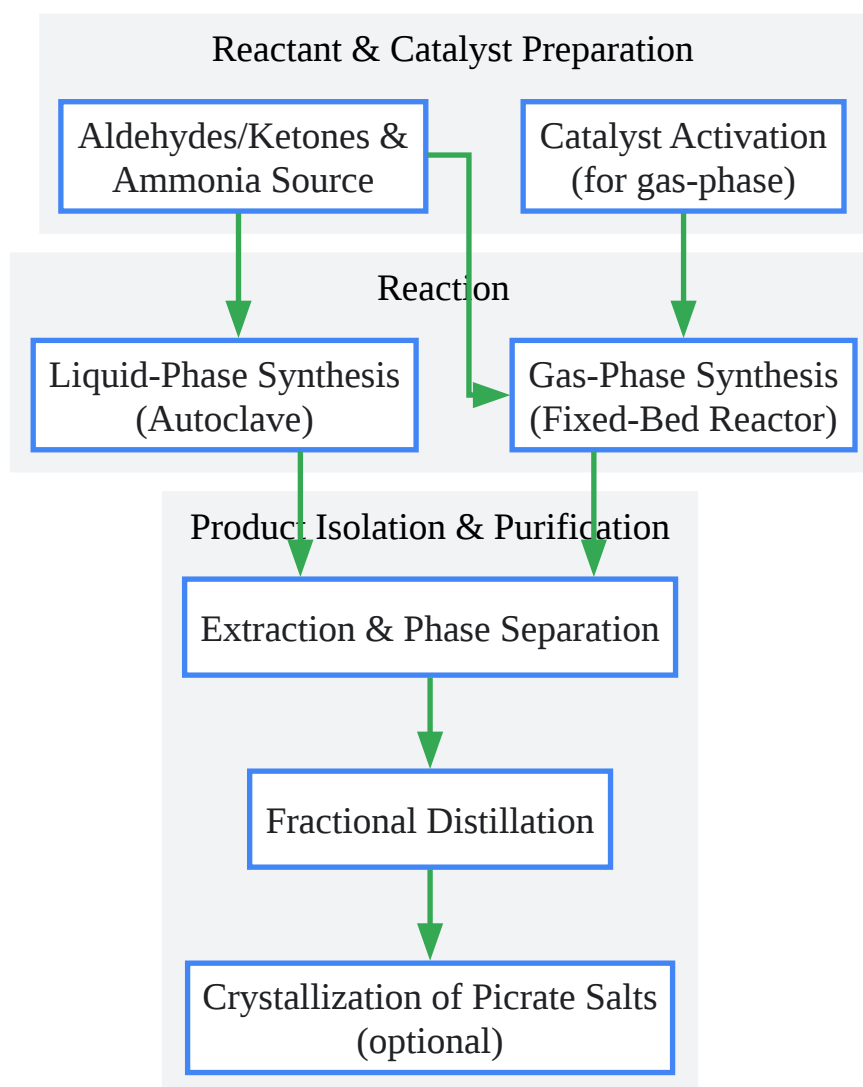 Reactant & Catalyst Preparation
Aldehydes/Ketones &
Ammonia Source
Catalyst Activation
(for gas-phase)
Reaction
Liquid-Phase Synthesis
(Autoclave)
Gas-Phase Synthesis
(Fixed-Bed Reactor)
Product Isolation & Purification
Extraction & Phase Separation
Fractional Distillation
Crystallization of Picrate Salts
(optional)